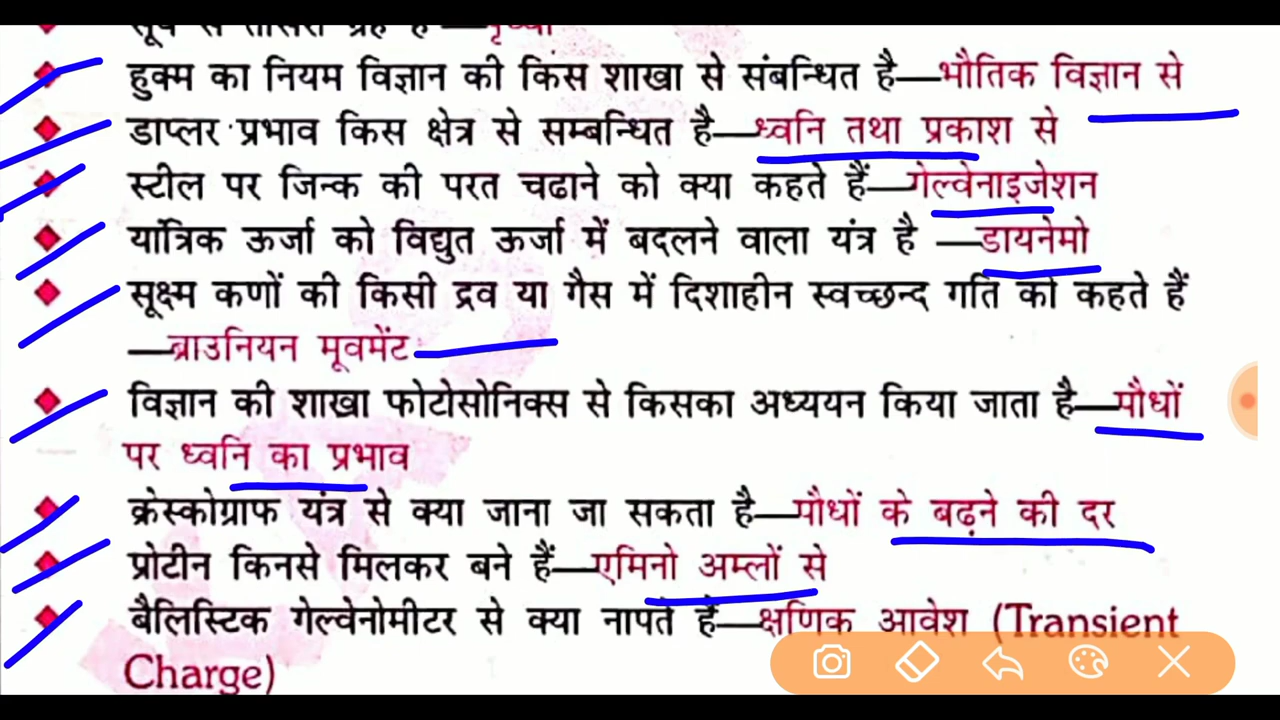 सूर्य से तीसरा ग्रह है—पृथ्वी
हुक्म का नियम विज्ञान की किस शाखा से संबन्धित है—भौतिक विज्ञान से
डाप्लर प्रभाव किस क्षेत्र से सम्बन्धित है—ध्वनि तथा प्रकाश से
स्टील पर जिन्क की परत चढाने को क्या कहते हैं—गेल्वेनाइजेशन
यांत्रिक ऊर्जा को विद्युत ऊर्जा में बदलने वाला यंत्र है —डायनेमो
सूक्ष्म कणों की किसी द्रव या गैस में दिशाहीन स्वच्छन्द गति को कहते हैं
—ब्राउनियन मूवमेंट
विज्ञान की शाखा फोटोसोनिक्स से किसका अध्ययन किया जाता है—पौधों
पर ध्वनि का प्रभाव
क्रेस्कोग्राफ यंत्र से क्या जाना जा सकता है—पौधों के बढ़ने की दर
प्रोटीन किनसे मिलकर बने हैं—एमिनो अम्लों से
बैलिस्टिक गेल्वेनोमीटर से क्या नापते हैं—क्षणिक आवेश (Transient
Charge)